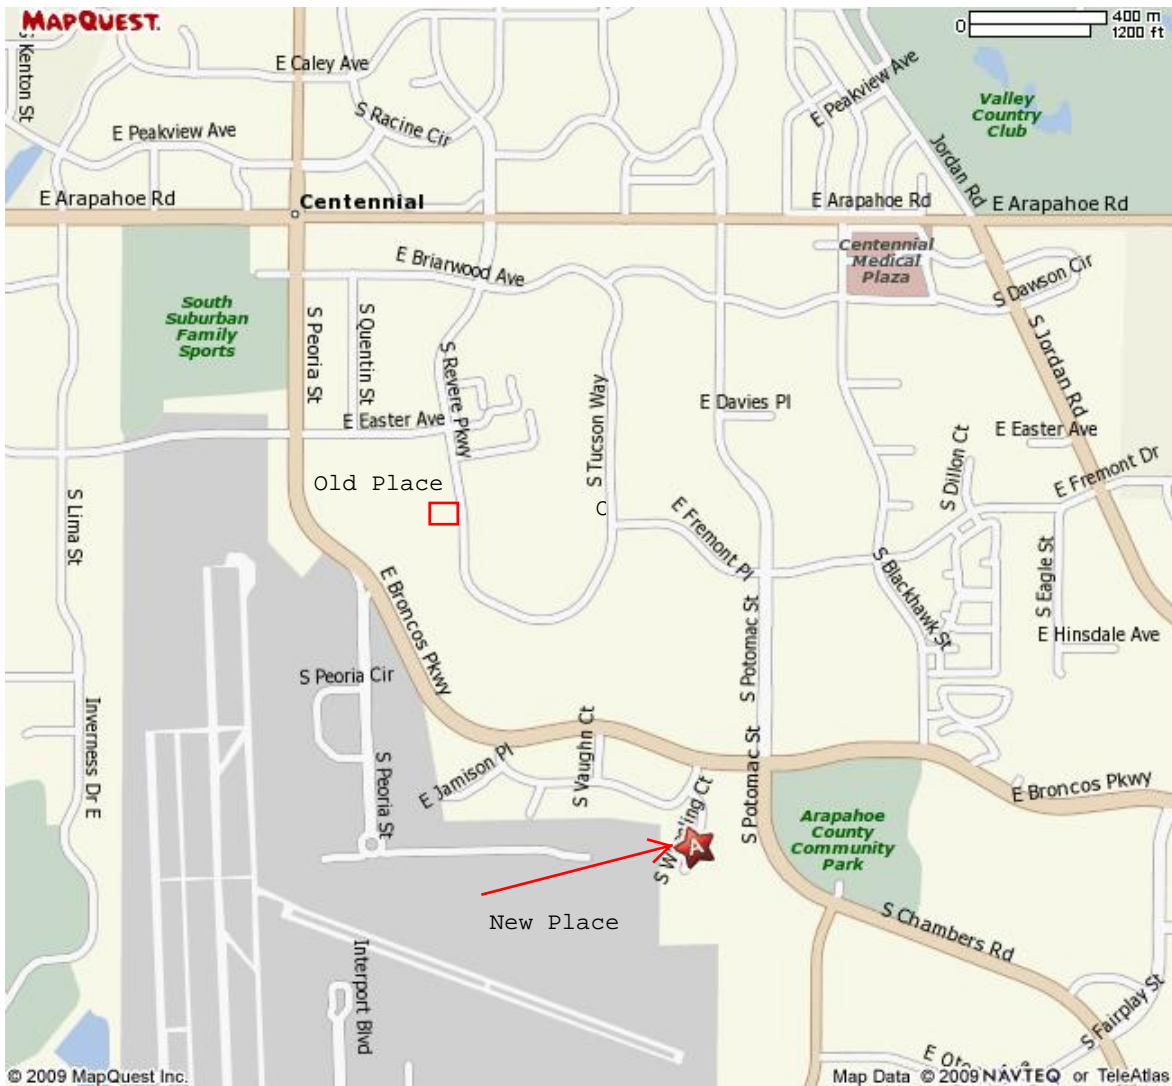 MAPQUEST.
0 400 m
1200 ft
S Kenton St
E Caley Ave
E Peakview Ave
S Racine Cir
E Peakview Ave
Valley
Country
Club
Jordan Rd
E Arapahoe Rd
Centennial
E Arapahoe Rd
E Arapahoe Rd
Centennial
Medical
Plaza
E Briarwood Ave
S Dawson Cir
South
Suburban
Family
Sports
S Peoria St
S Quentin St
S Revere Pkwy
S Jordan Rd
S Tucson Way
E Davies Pl
E Easter Ave
E Easter Ave
S Dillon Ct
E Fremont Dr
Old Place
S Lima St
C
E Fremont Pl
S Blackhawk St
S Eagle St
E Broncos Pkwy
S Potomac St
E Hinsdale Ave
S Peoria Cir
Inverness Dr E
S Vaughn Ct
S Potomac St
E Jamison Pl
S Peoria St
E Broncos Pkwy
Arapahoe
County
Community
Park
S W ling Ct
A
New Place
S Chambers Rd
Interport Blvd
S Fairplay St
E
© 2009 MapQuest Inc.
Map Data © 2009 NAVTEQ or TeleAtlas